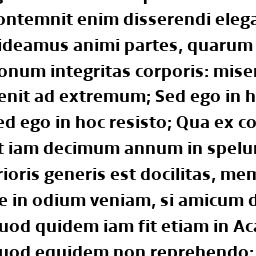 ontemnit enim disserendi elega
ideamus animi partes, quarum
onum integritas corporis: miser
enit ad extremum; Sed ego in h
ed ego in hoc resisto; Qua ex co
t iam decimum annum in spelun
rioris generis est docilitas, mem
e in odium veniam, si amicum d
uod quidem iam fit etiam in Aca
uod equidem non reprehendo;